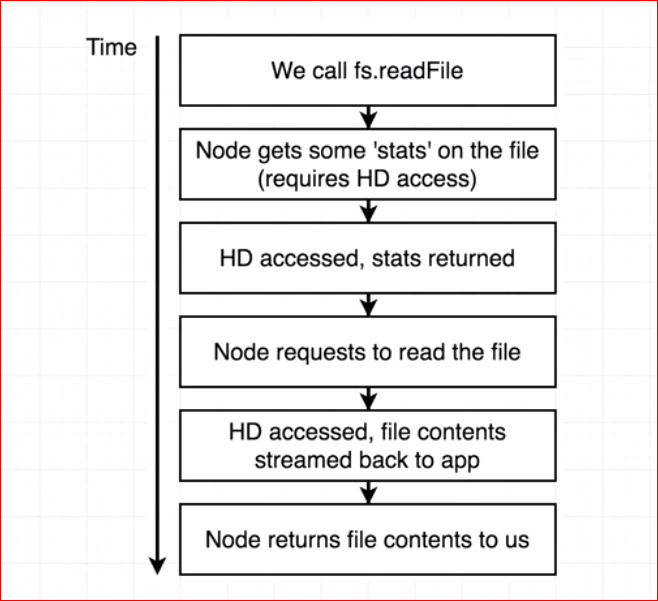 Time
We call fs.readFile
Node gets some 'stats' on the file
(requires HD access)
HD accessed, stats returned
Node requests to read the file
HD accessed, file contents
streamed back to app
Node returns file contents to us